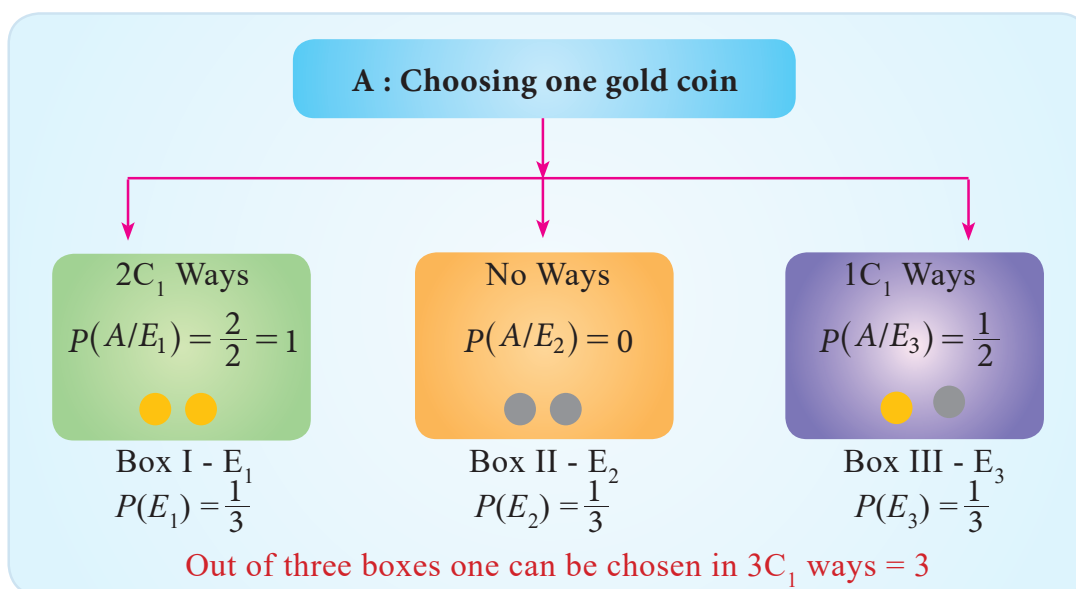 A : Choosing one gold coin
2C₁ Ways
P(A/E₁) = 2/2 = 1
Box I - E₁
P(E₁) = 1/3
No Ways
P(A/E₂) = 0
Box II - E₂
P(E₂) = 1/3
1C₁ Ways
P(A/E₃) = 1/2
Box III - E₃
P(E₃) = 1/3
Out of three boxes one can be chosen in 3C₁ ways = 3